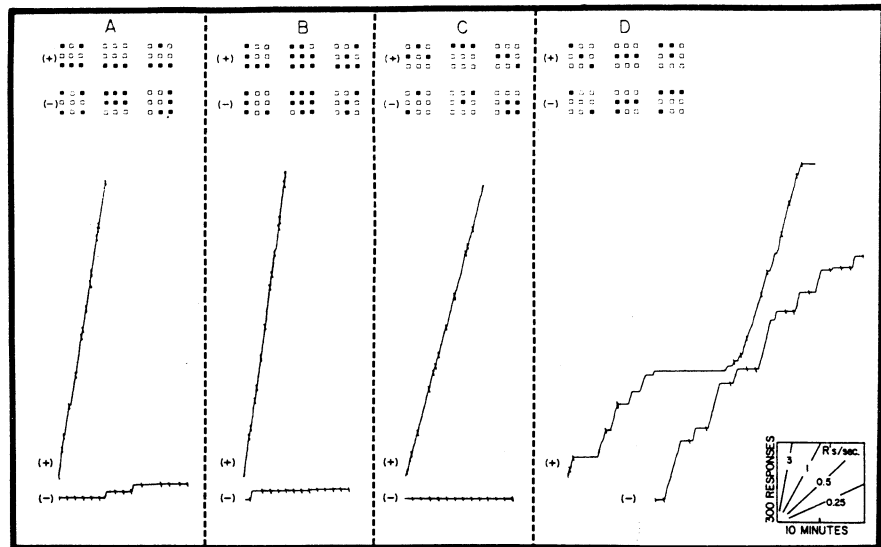 A
B
C
D
(+)
(+)
(+)
(+)
(-)
(-)
(-)
(-)
(+)
(+)
(+)
(+)
(-)
(-)
(-)
(-)
300 RESPONSES
R's/sec.
3
1
0.5
0.25
10 MINUTES